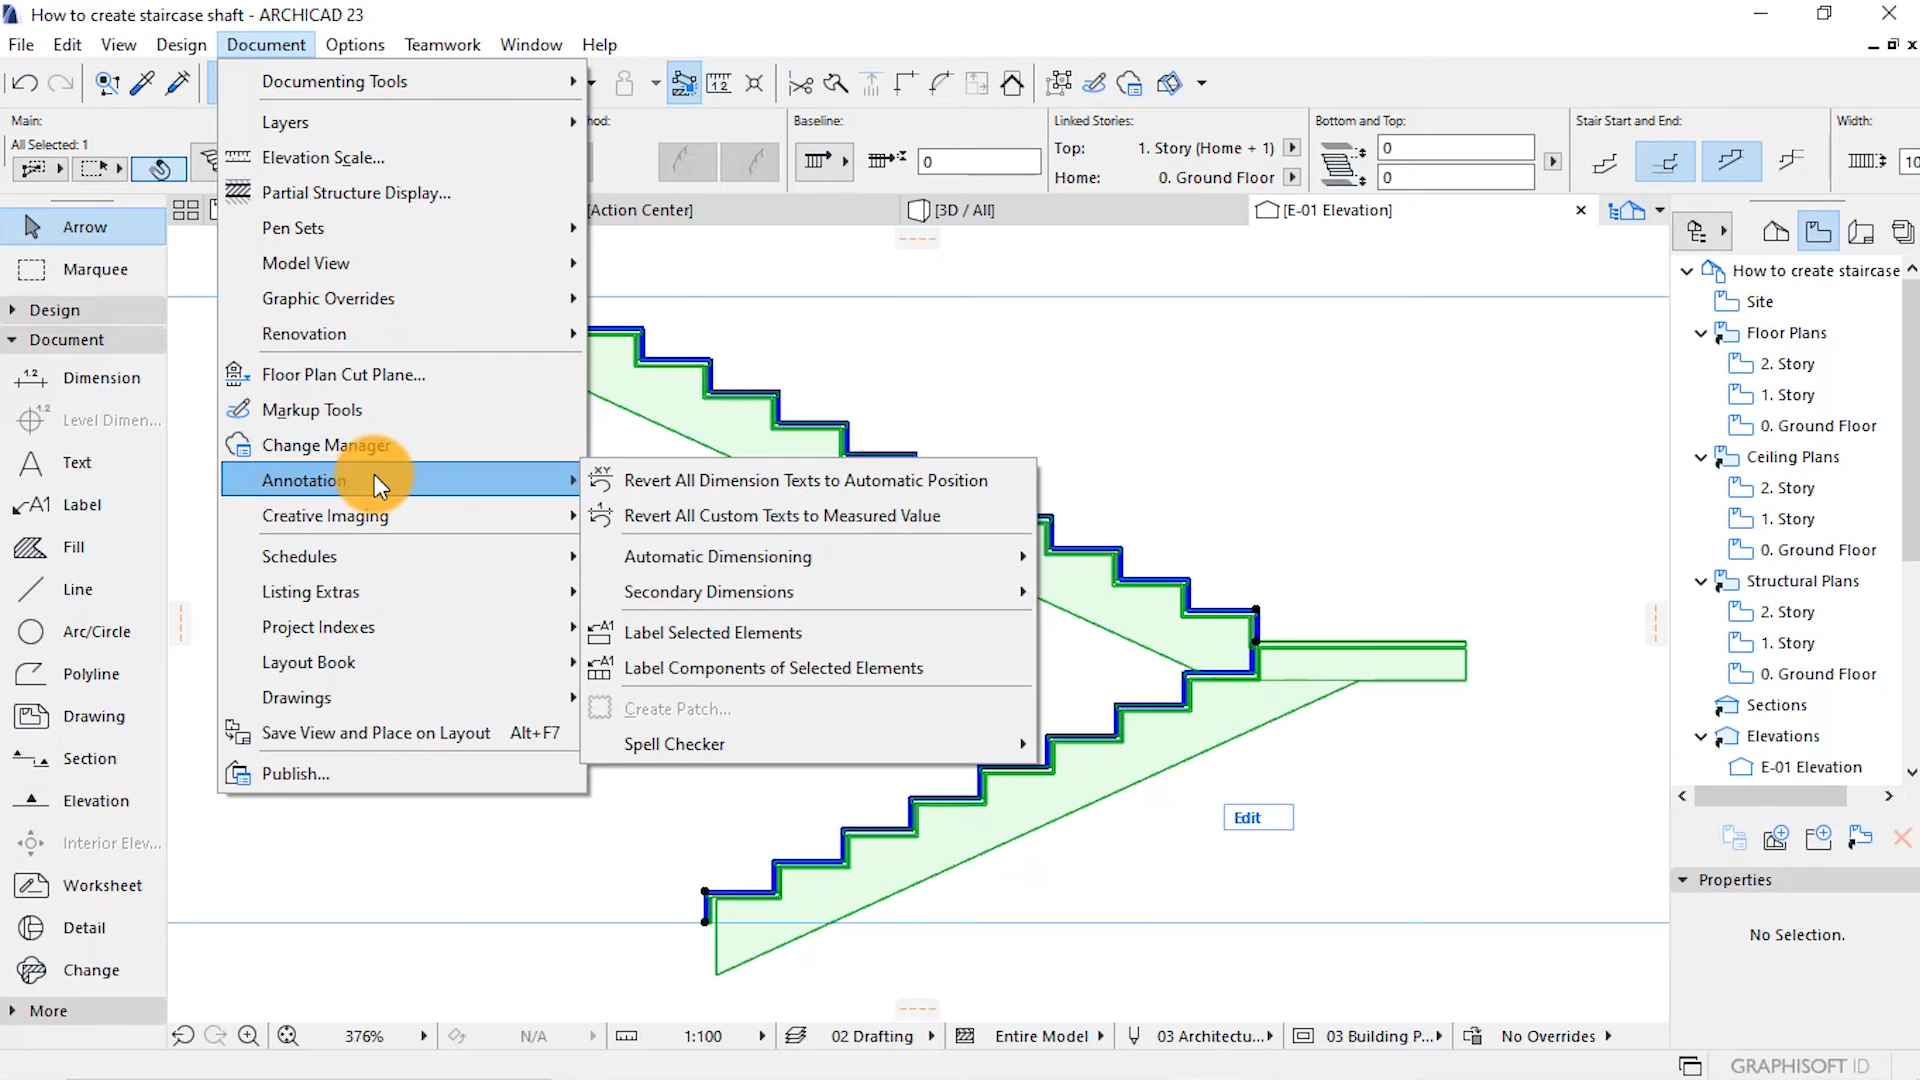 How to create staircase shaft - ARCHICAD 23
File Edit View Design Document Options Teamwork Window Help
Main:
All Selected: 1
hod:
Baseline:
0
Linked Stories:
Top: 1. Story (Home + 1)
Home: 0. Ground Floor
Bottom and Top:
0
0
Stair Start and End:
Width:
10
[Action Center]
[3D / All]
[E-01 Elevation]
Arrow
Marquee
Design
Document
1.2 Dimension
1.2 Level Dimen...
Text
A1 Label
Fill
Line
Arc/Circle
Polyline
Drawing
Section
Elevation
Interior Elev...
Worksheet
Detail
Change
More
Documenting Tools
Layers
Elevation Scale...
Partial Structure Display...
Pen Sets
Model View
Graphic Overrides
Renovation
Floor Plan Cut Plane...
Markup Tools
Change Manager
Annotation
Creative Imaging
Schedules
Listing Extras
Project Indexes
Layout Book
Drawings
Save View and Place on Layout Alt+F7
Publish...
Revert All Dimension Texts to Automatic Position
Revert All Custom Texts to Measured Value
Automatic Dimensioning
Secondary Dimensions
Label Selected Elements
Label Components of Selected Elements
Create Patch...
Spell Checker
Edit
How to create staircase
Site
Floor Plans
2. Story
1. Story
0. Ground Floor
Ceiling Plans
2. Story
1. Story
0. Ground Floor
Structural Plans
2. Story
1. Story
0. Ground Floor
Sections
Elevations
E-01 Elevation
Properties
No Selection.
376% N/A 1:100 02 Drafting Entire Model 03 Architectu... 03 Building P... No Overrides
GRAPHISOFT ID